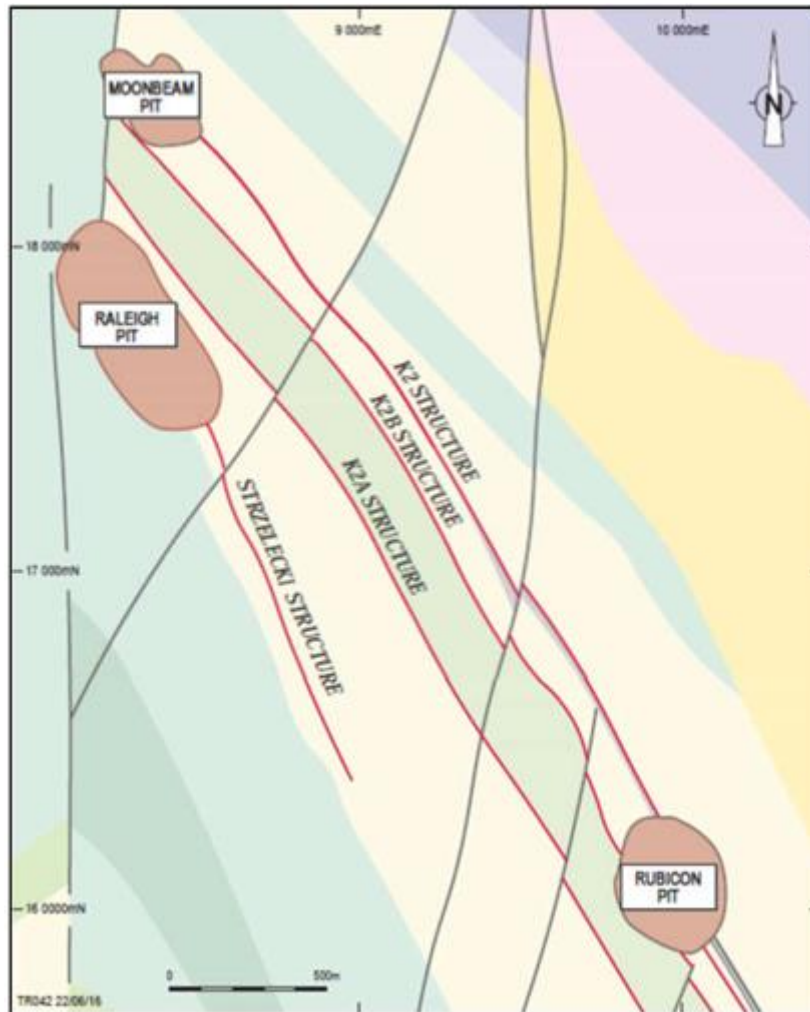 9 000mE
10 000mE
MOONBEAM
PIT
N
18 000mN
RALEIGH
PIT
K2 STRUCTURE
K2B STRUCTURE
K2A STRUCTURE
STRZELECKI STRUCTURE
17 000mN
RUBICON
PIT
16 0000mN
0
500m
TR042 22/06/16